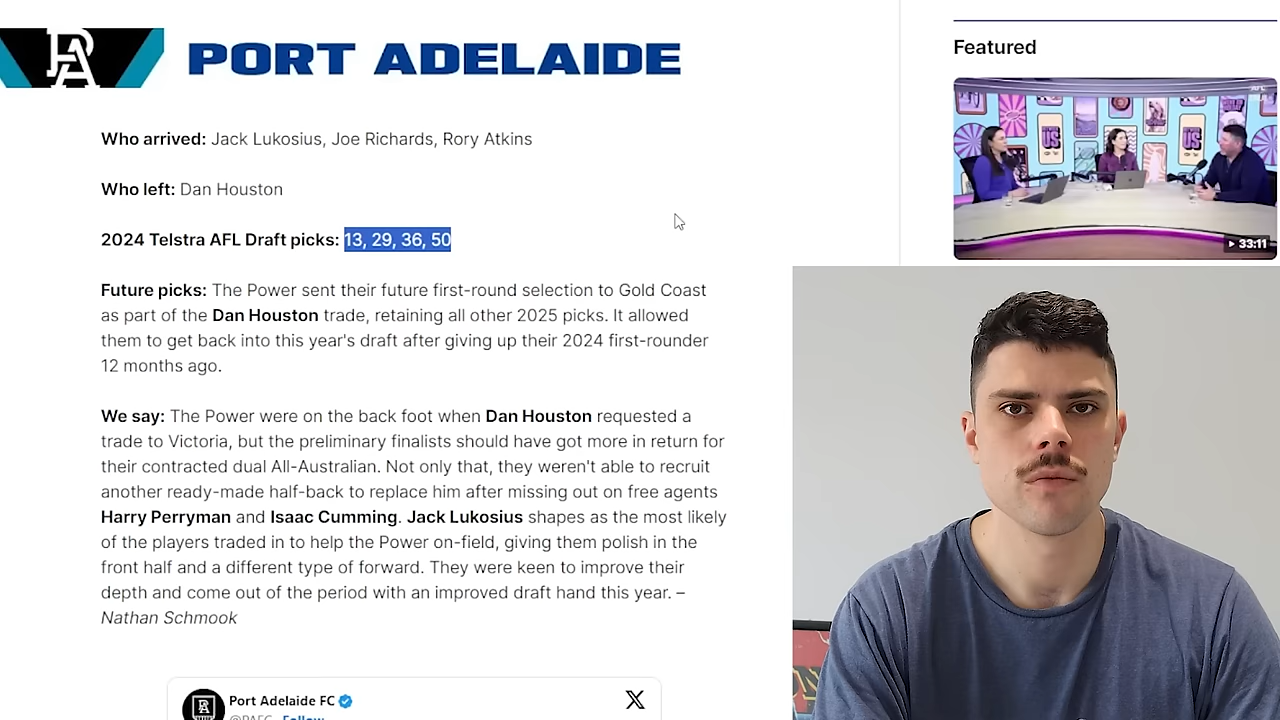 PA
PORT ADELAIDE
Who arrived: Jack Lukosius, Joe Richards, Rory Atkins
Who left: Dan Houston
2024 Telstra AFL Draft picks: 13, 29, 36, 50
Future picks: The Power sent their future first-round selection to Gold Coast
as part of the Dan Houston trade, retaining all other 2025 picks. It allowed
them to get back into this year's draft after giving up their 2024 first-rounder
12 months ago.
We say: The Power were on the back foot when Dan Houston requested a
trade to Victoria, but the preliminary finalists should have got more in return for
their contracted dual All-Australian. Not only that, they weren't able to recruit
another ready-made half-back to replace him after missing out on free agents
Harry Perryman and Isaac Cumming. Jack Lukosius shapes as the most likely
of the players traded in to help the Power on-field, giving them polish in the
front half and a different type of forward. They were keen to improve their
depth and come out of the period with an improved draft hand this year. –
Nathan Schmook
Port Adelaide FC
@PAFC · Follow
Featured
US
US
33:11